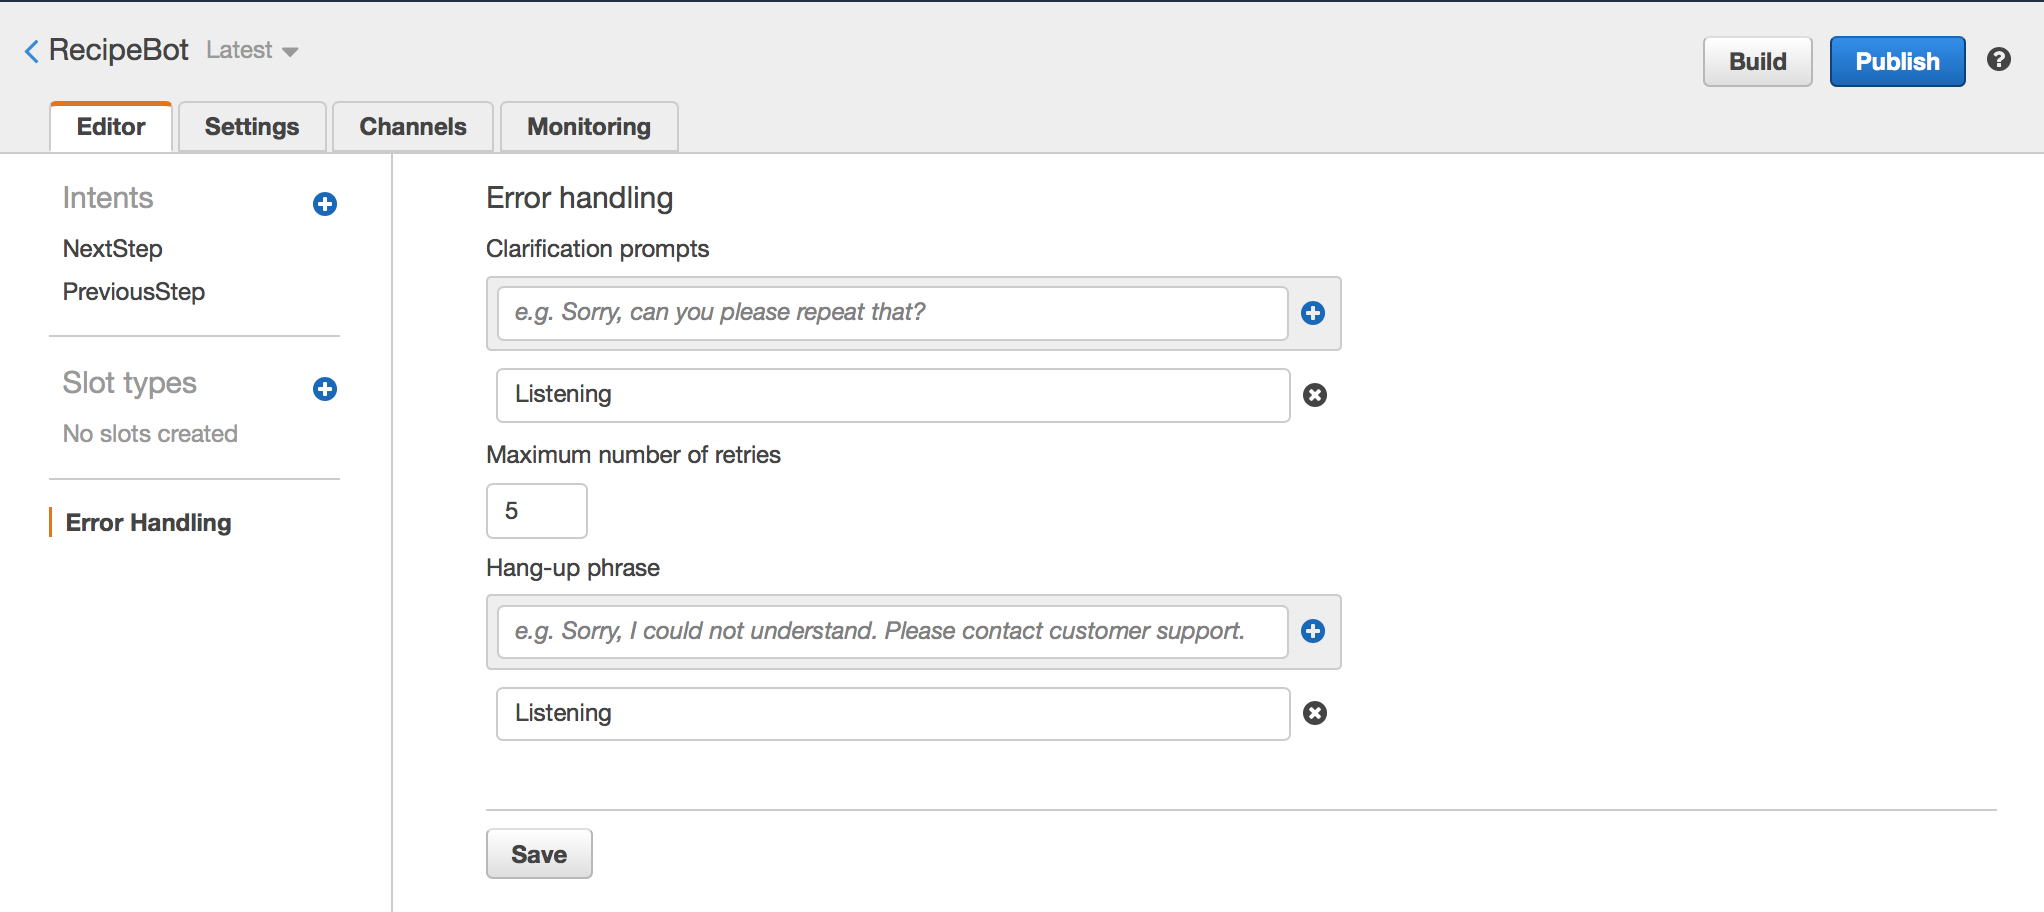 RecipeBot Latest
Build
Publish
?
Editor
Settings
Channels
Monitoring
Intents
NextStep
PreviousStep
Slot types
No slots created
Error Handling
Error handling
Clarification prompts
e.g. Sorry, can you please repeat that?
Listening
Maximum number of retries
5
Hang-up phrase
e.g. Sorry, I could not understand. Please contact customer support.
Listening
Save